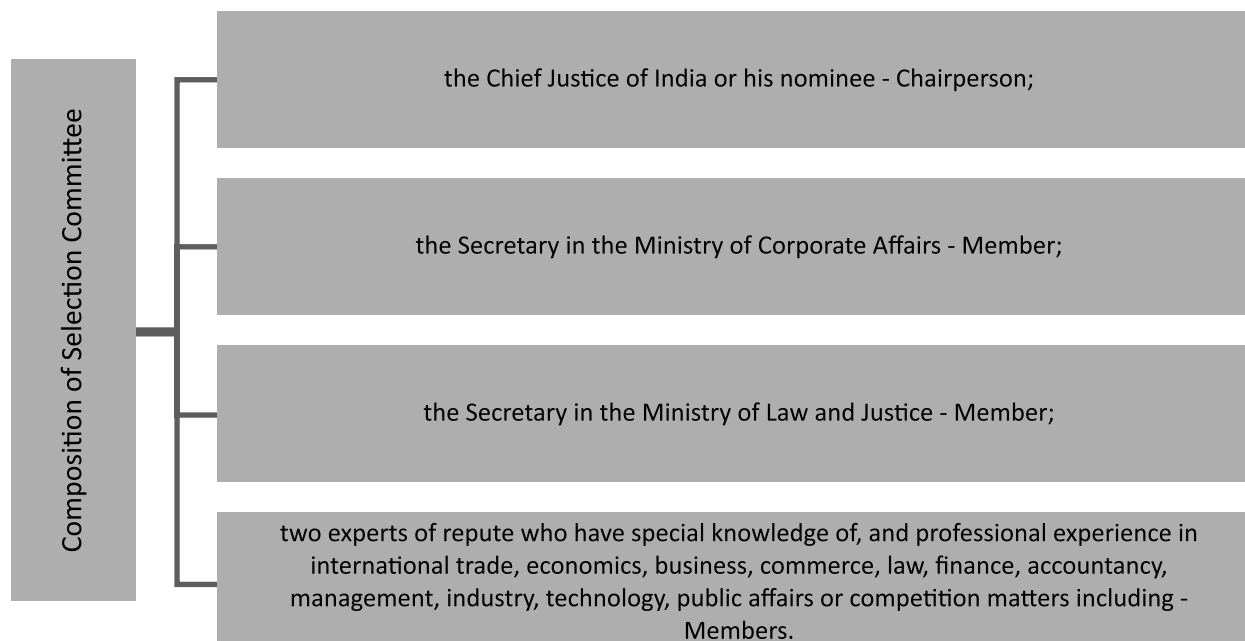 Composition of Selection Committee
the Chief Justice of India or his nominee - Chairperson;
the Secretary in the Ministry of Corporate Affairs - Member;
the Secretary in the Ministry of Law and Justice - Member;
two experts of repute who have special knowledge of, and professional experience in
international trade, economics, business, commerce, law, finance, accountancy,
management, industry, technology, public affairs or competition matters including -
Members.